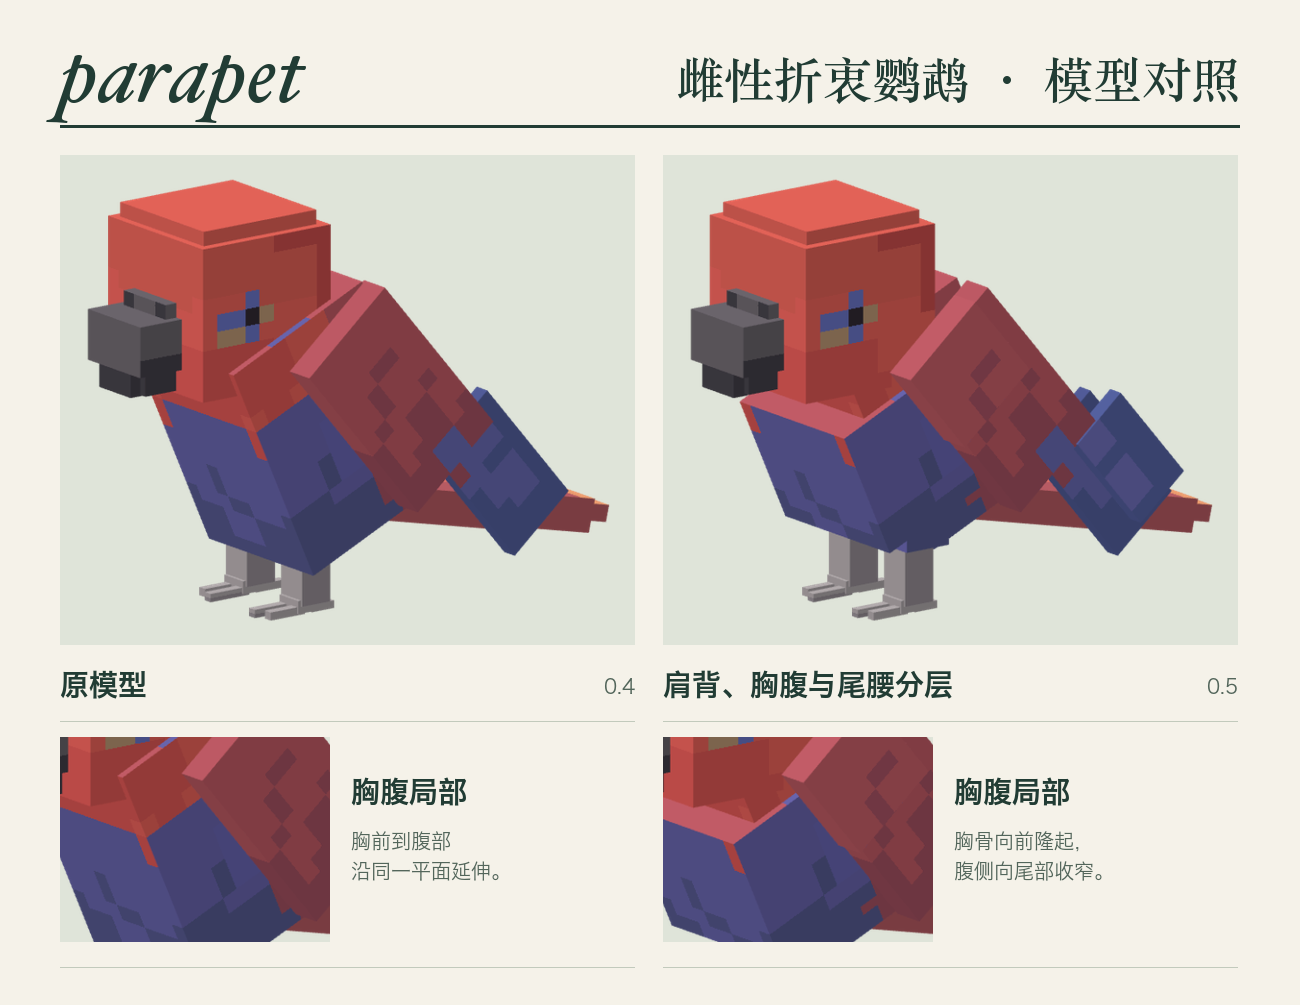 parapet
雌性折衷鹦鹉 · 模型对照
原模型
0.4
肩背、胸腹与尾腰分层
0.5
胸腹局部
胸前到腹部
沿同一平面延伸。
胸腹局部
胸骨向前隆起，
腹侧向尾部收窄。